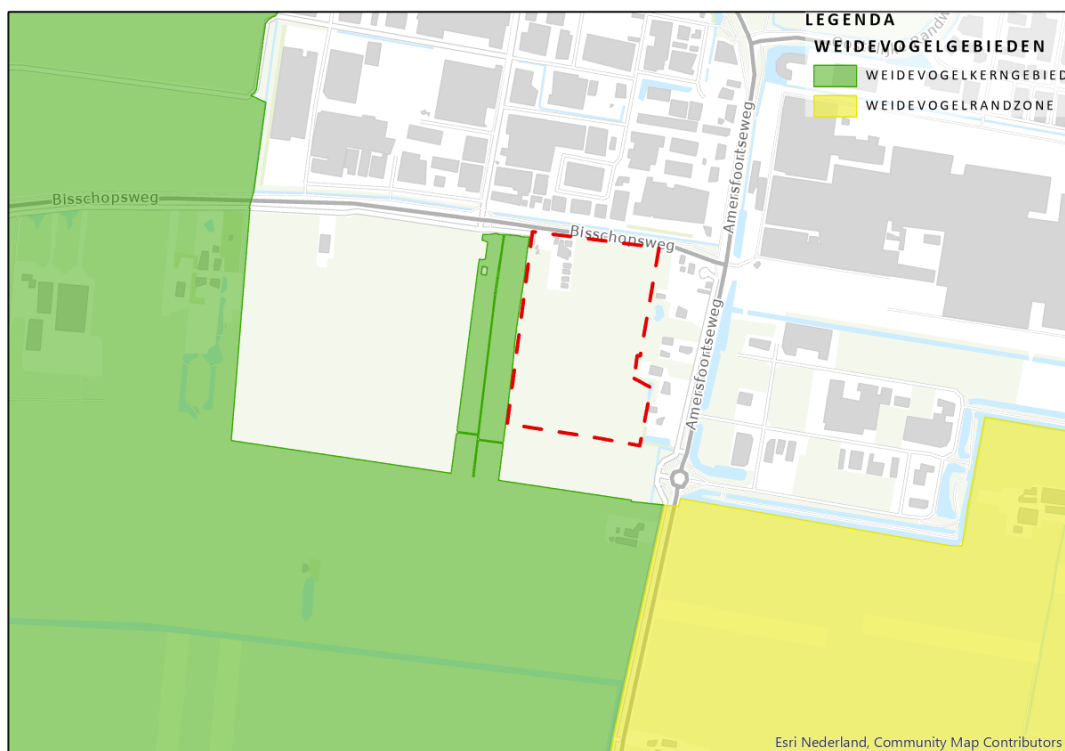 LEGENDA
WEIDEVOGELGEBIEDEN
WEIDEVOGELKERNGEBIED
WEIDEVOGELRANDZONE
Amersfoortseweg
Bisschopsweg
Bisschopsweg
Amersfoortseweg
Esri Nederland, Community Map Contributors